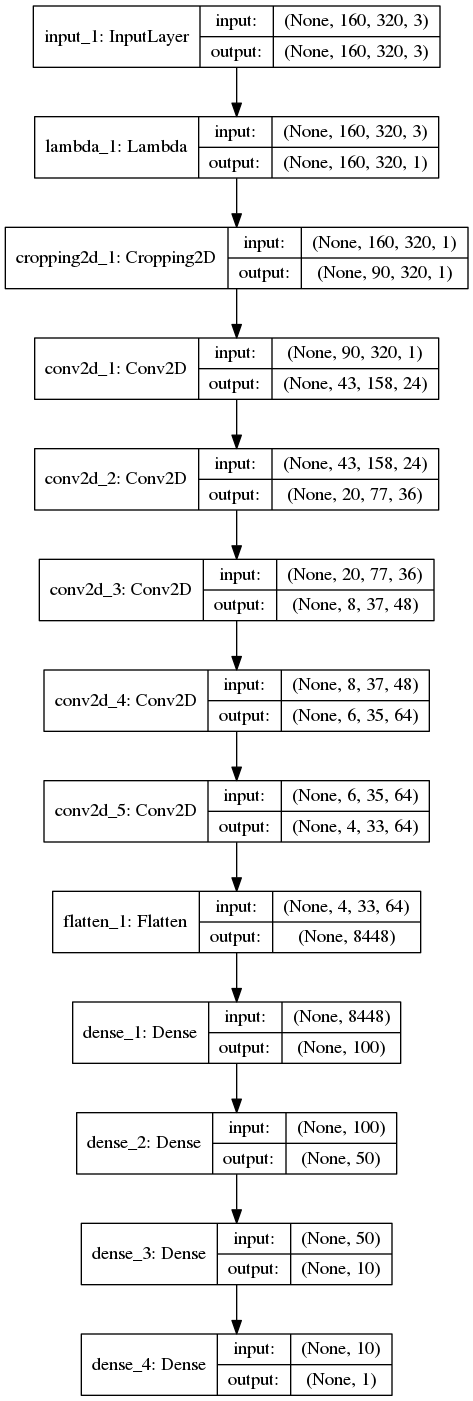 input_1: InputLayer
input:
(None, 160, 320, 3)
output:
(None, 160, 320, 3)
lambda_1: Lambda
input:
(None, 160, 320, 3)
output:
(None, 160, 320, 1)
cropping2d_1: Cropping2D
input:
(None, 160, 320, 1)
output:
(None, 90, 320, 1)
conv2d_1: Conv2D
input:
(None, 90, 320, 1)
output:
(None, 43, 158, 24)
conv2d_2: Conv2D
input:
(None, 43, 158, 24)
output:
(None, 20, 77, 36)
conv2d_3: Conv2D
input:
(None, 20, 77, 36)
output:
(None, 8, 37, 48)
conv2d_4: Conv2D
input:
(None, 8, 37, 48)
output:
(None, 6, 35, 64)
conv2d_5: Conv2D
input:
(None, 6, 35, 64)
output:
(None, 4, 33, 64)
flatten_1: Flatten
input:
(None, 4, 33, 64)
output:
(None, 8448)
dense_1: Dense
input:
(None, 8448)
output:
(None, 100)
dense_2: Dense
input:
(None, 100)
output:
(None, 50)
dense_3: Dense
input:
(None, 50)
output:
(None, 10)
dense_4: Dense
input:
(None, 10)
output:
(None, 1)